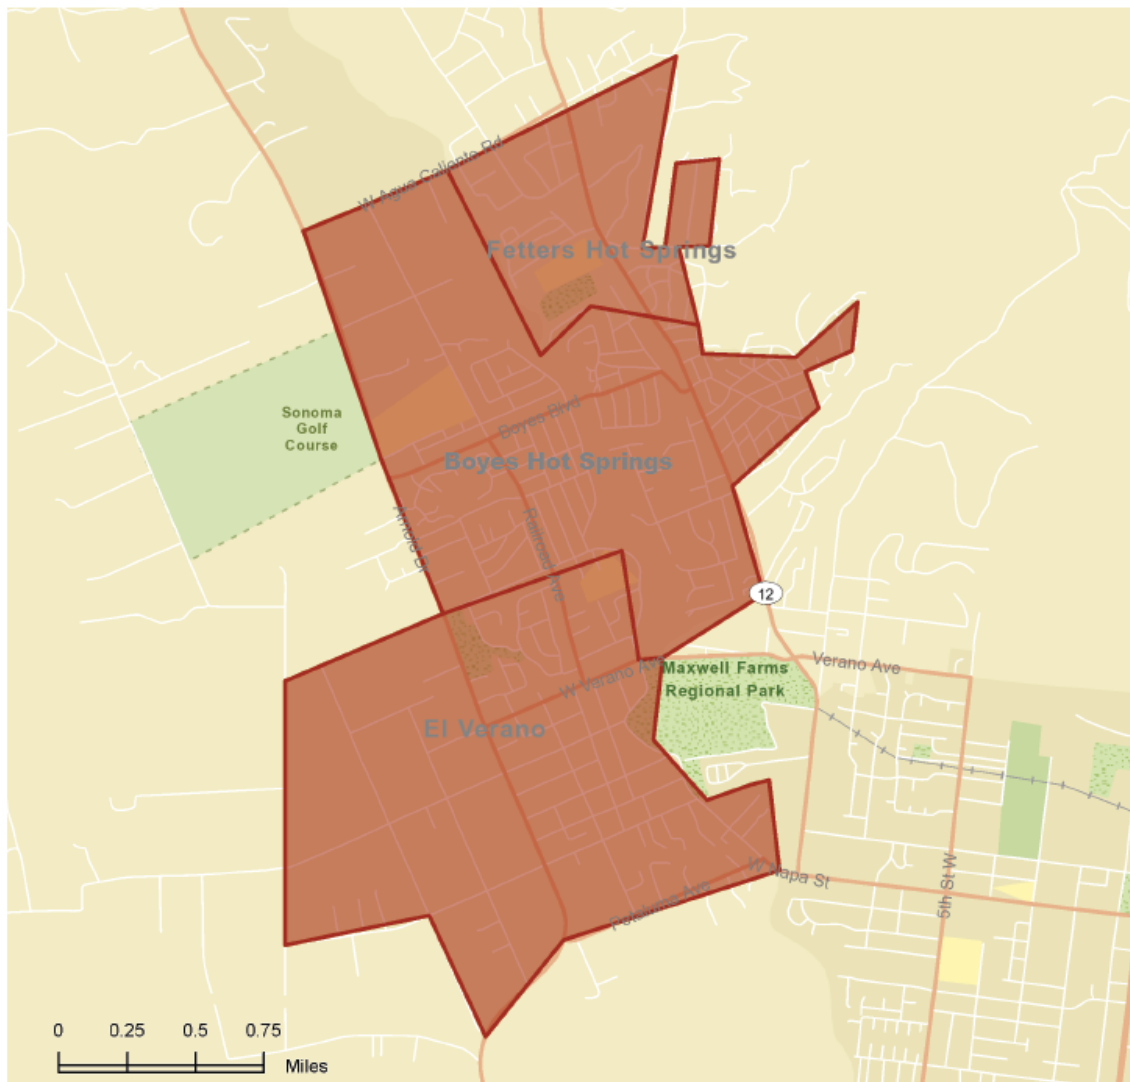 W Agua Caliente Rd
Fetters Hot Springs
Sonoma
Golf
Course
Boyes Blvd
Boyes Hot Springs
Arnold Dr
Railroad Ave
12
W Verano Ave
Maxwell Farms
Regional Park
Verano Ave
El Verano
W Napa St
Petaluma Ave
5th St W
0 0.25 0.5 0.75
Miles